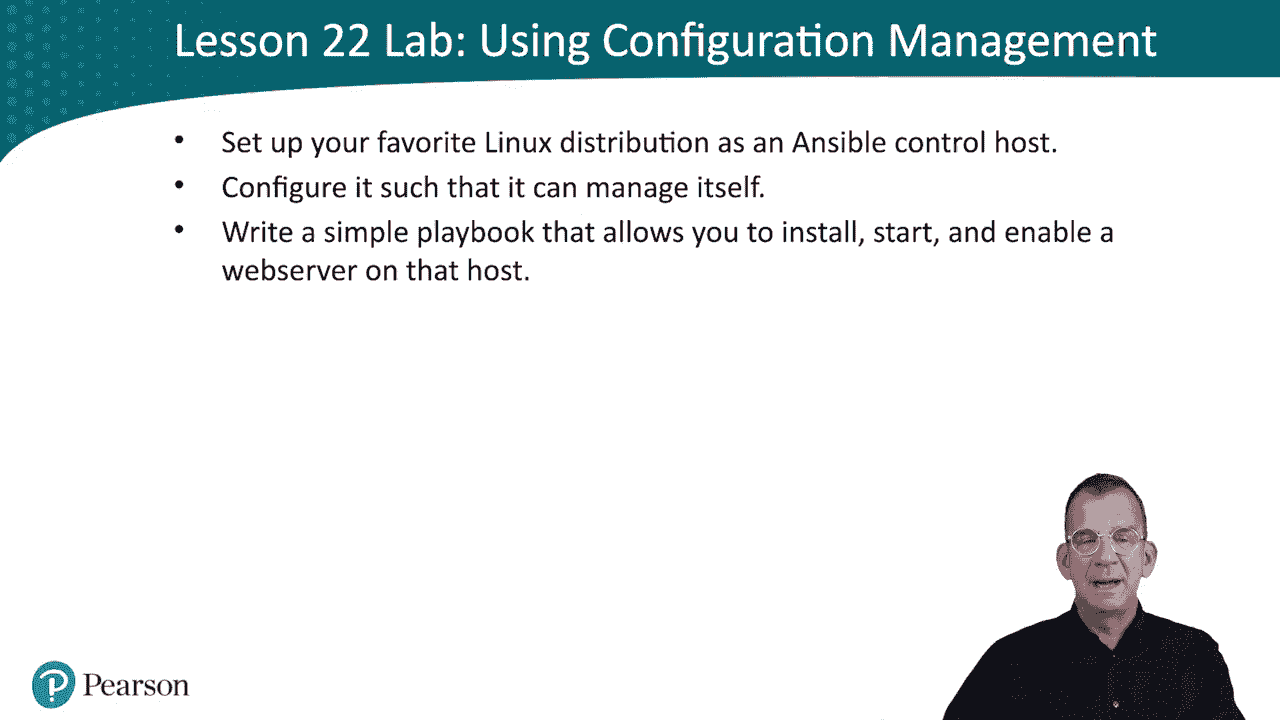 Lesson 22 Lab: Using Configuration Management
• Set up your favorite Linux distribution as an Ansible control host.
• Configure it such that it can manage itself.
• Write a simple playbook that allows you to install, start, and enable a
webserver on that host.
Pearson